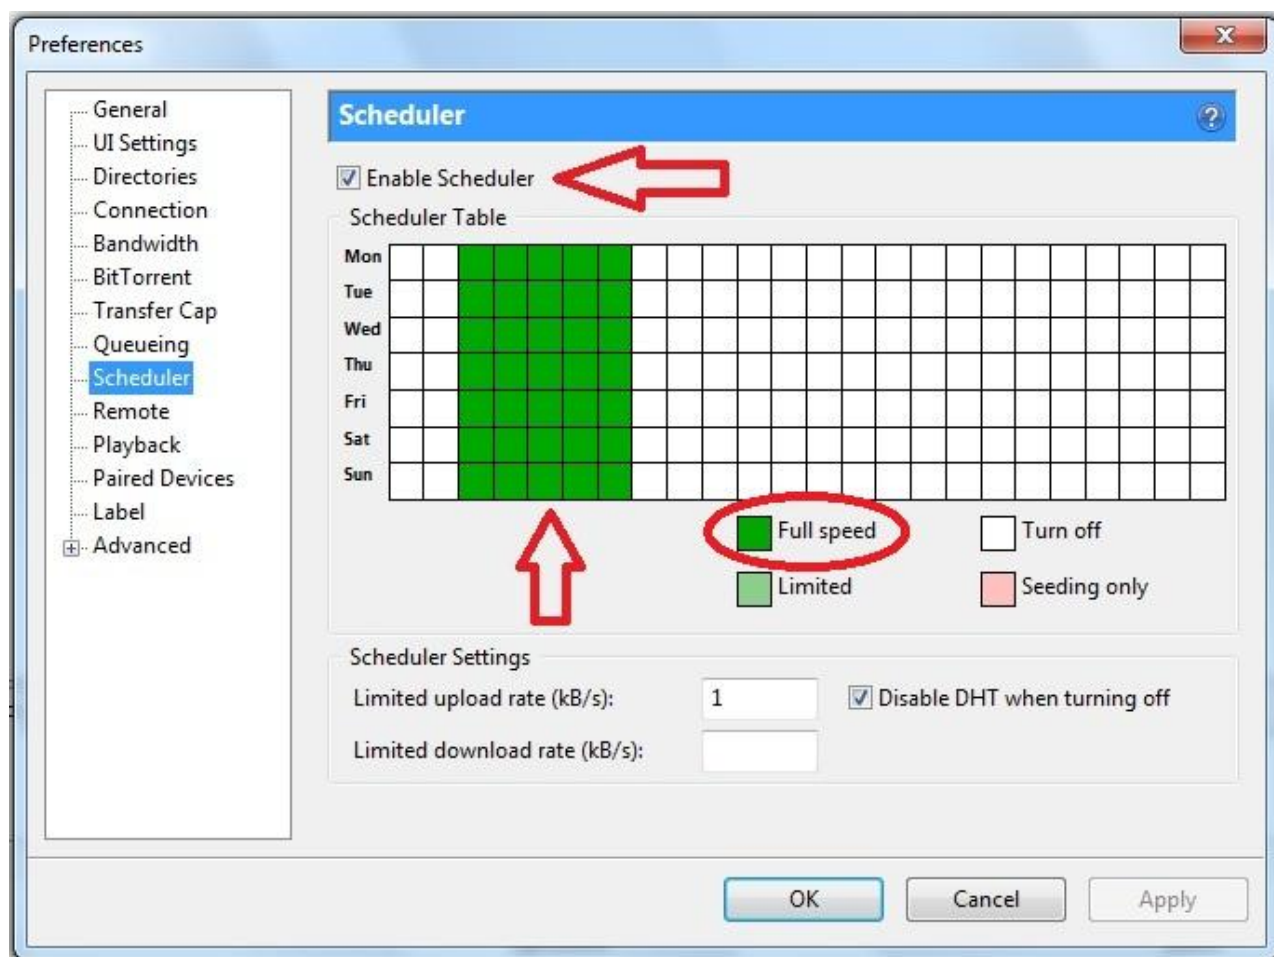 Preferences
General
UI Settings
Directories
Connection
Bandwidth
BitTorrent
Transfer Cap
Queueing
Scheduler
Remote
Playback
Paired Devices
Label
Advanced
Scheduler
Enable Scheduler
Scheduler Table
Mon
Tue
Wed
Thu
Fri
Sat
Sun
Full speed
Turn off
Limited
Seeding only
Scheduler Settings
Limited upload rate (kB/s): 1
Disable DHT when turning off
Limited download rate (kB/s):
OK
Cancel
Apply